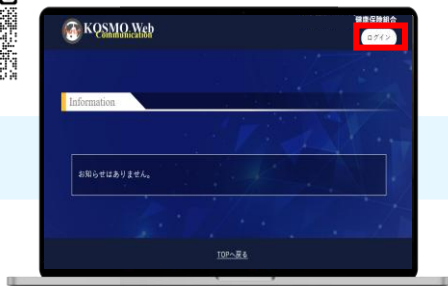 KOSMO Web
Communication
健康保険組合
ログイン
Information
お知らせはありません。
TOPへ戻る